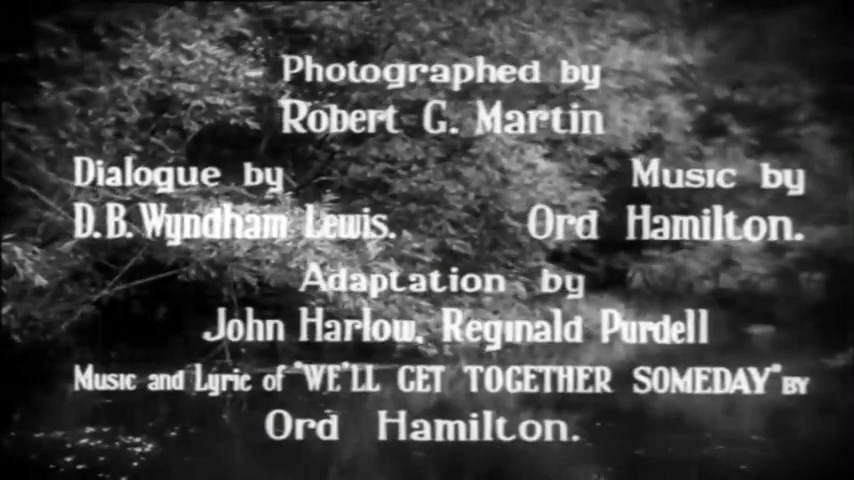 Photographed by
Robert G. Martin
Dialogue by
D.B. Wyndham Lewis.
Music by
Ord Hamilton.
Adaptation by
John Harlow, Reginald Purdell
Music and Lyric of "WE'LL GET TOGETHER SOMEDAY" BY
Ord Hamilton.